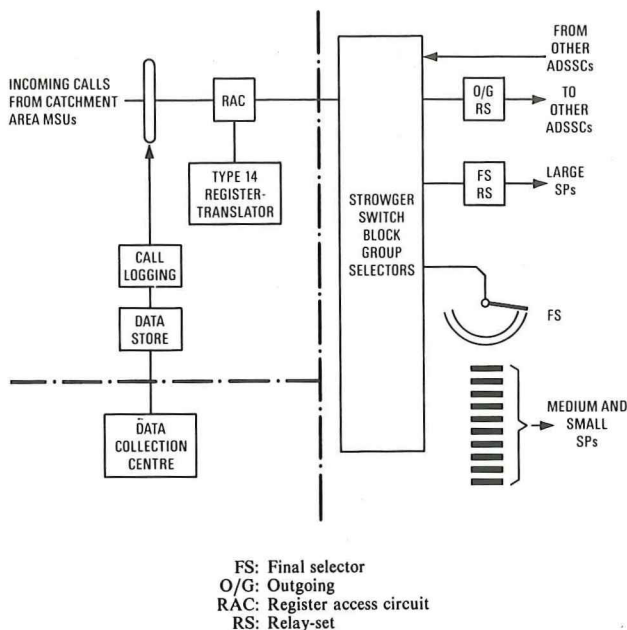 INCOMING CALLS
FROM CATCHMENT
AREA MSUs
RAC
TYPE 14
REGISTER-
TRANSLATOR
CALL
LOGGING
DATA
STORE
DATA
COLLECTION
CENTRE
STROWGER
SWITCH
BLOCK
GROUP
SELECTORS
FROM
OTHER
ADSSCs
O/G
RS
TO
OTHER
ADSSCs
FS
RS
LARGE
SPs
FS
MEDIUM AND
SMALL
SPs
FS: Final selector
O/G: Outgoing
RAC: Register access circuit
RS: Relay-set